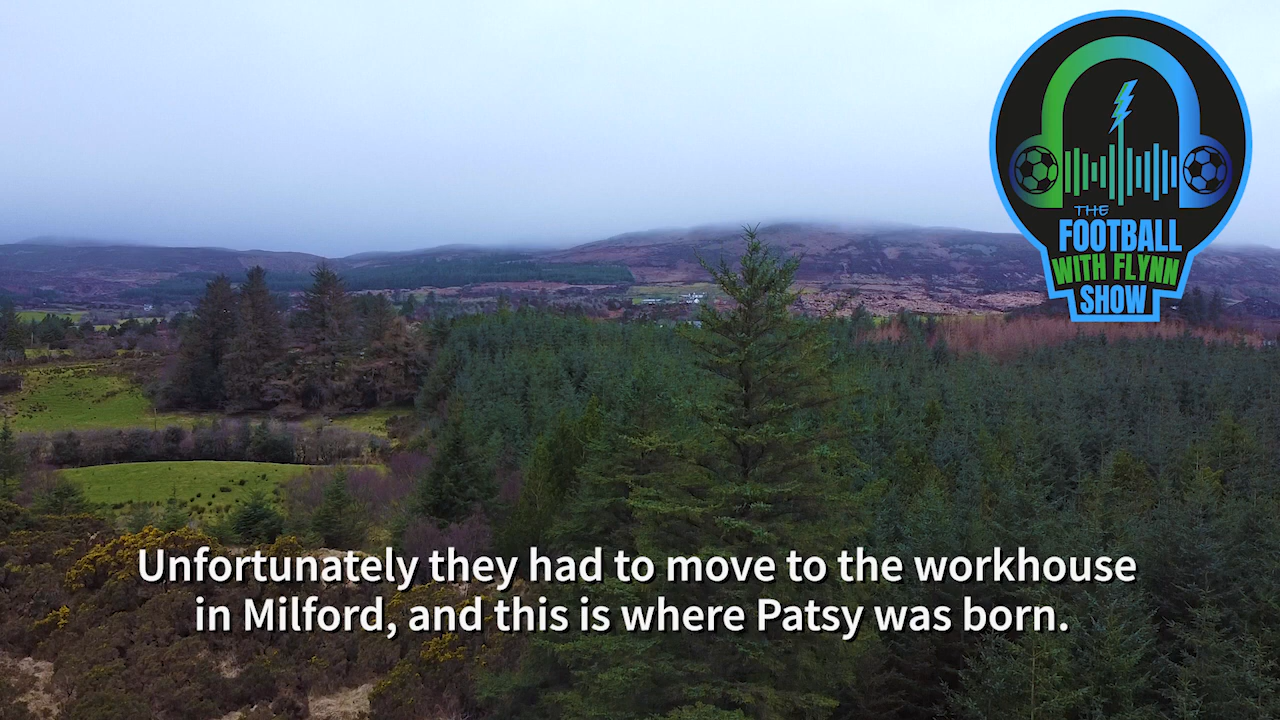 THE
FOOTBALL
WITH FLYNN
SHOW
Unfortunately they had to move to the workhouse
in Milford, and this is where Patsy was born.